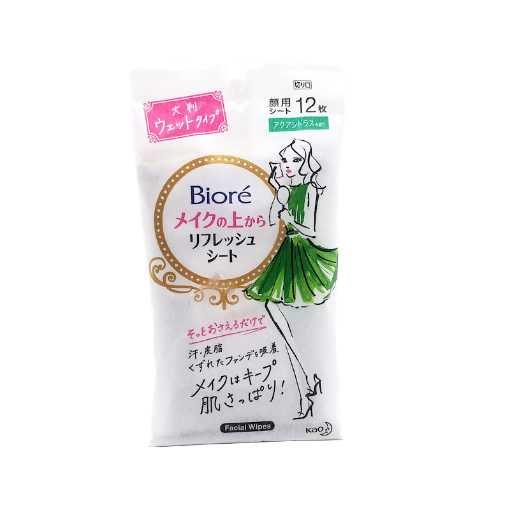 切り口
大判
ウェットタイプ
顔用
シート 12枚
アクアシトラスの香り
Bioré
メイクの上から
リフレッシュ
シート
そっとおさえるだけで
汗・皮脂
くずれたファンデを吸着
メイクはキープ
肌さっぱり!
Facial Wipes
Kao